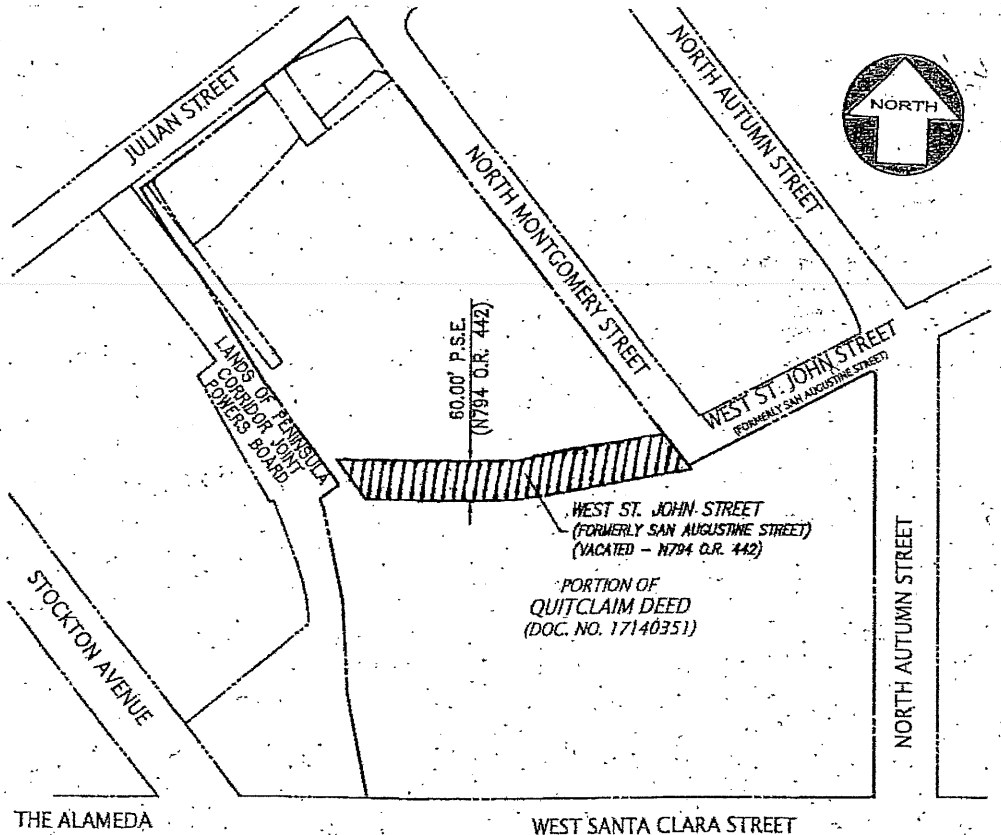 JULIAN STREET
NORTH AUTUMN STREET
NORTH
NORTH MONTGOMERY STREET
60.00' P.S.E.
(N794 O.R. 442)
LANDS OF PENINSULA
CORRIDOR JOINT
POWERS BOARD
WEST ST. JOHN STREET
(FORMERLY SAN AUGUSTINE STREET)
WEST ST. JOHN STREET
(FORMERLY SAN AUGUSTINE STREET)
(VACATED - N794 O.R. 442)
PORTION OF
QUITCLAIM DEED
(DOC. NO. 17140351)
STOCKTON AVENUE
NORTH AUTUMN STREET
THE ALAMEDA
WEST SANTA CLARA STREET